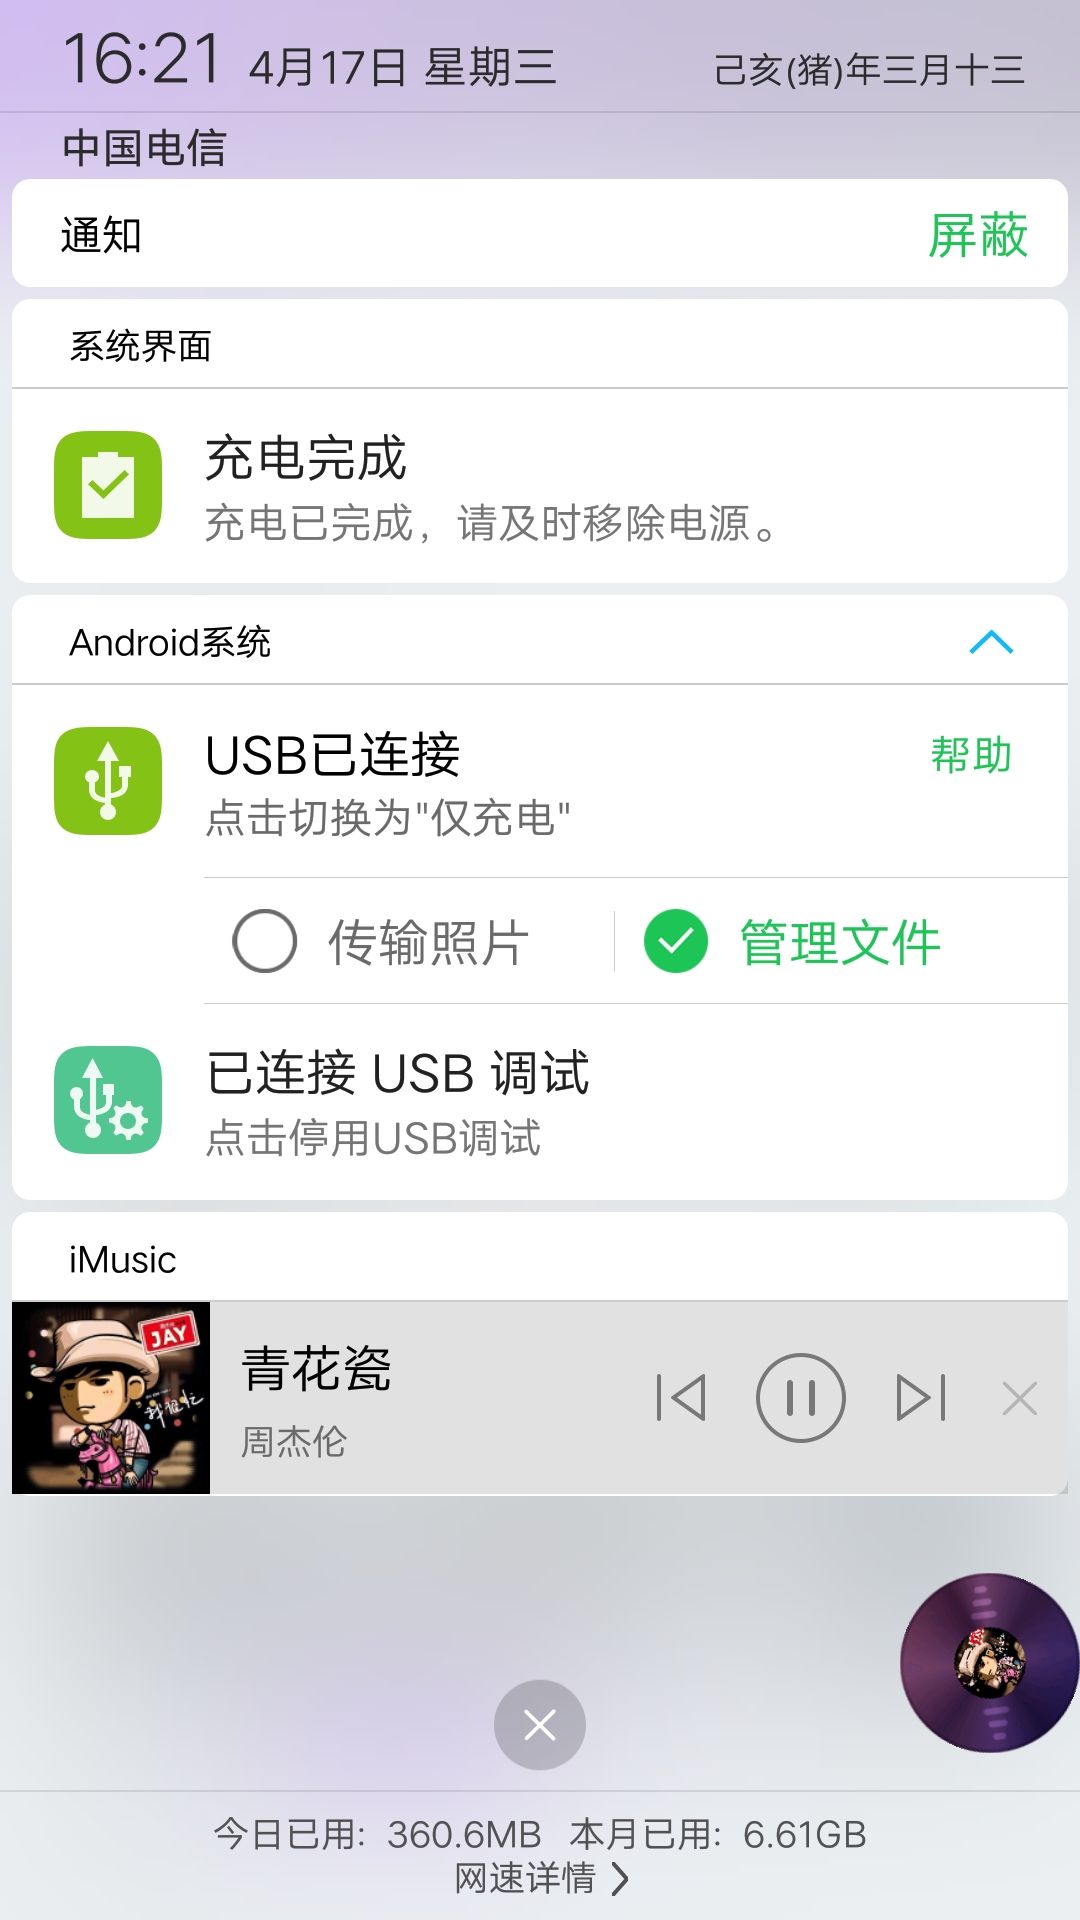 16:21 4月17日 星期三 己亥(猪)年三月十三
中国电信
通知 屏蔽
系统界面
充电完成
充电已完成，请及时移除电源。
Android系统
USB已连接 帮助
点击切换为"仅充电"
传输照片 管理文件
已连接 USB 调试
点击停用USB调试
iMusic
JAY
我很忙
青花瓷
周杰伦
今日已用: 360.6MB 本月已用: 6.61GB
网速详情